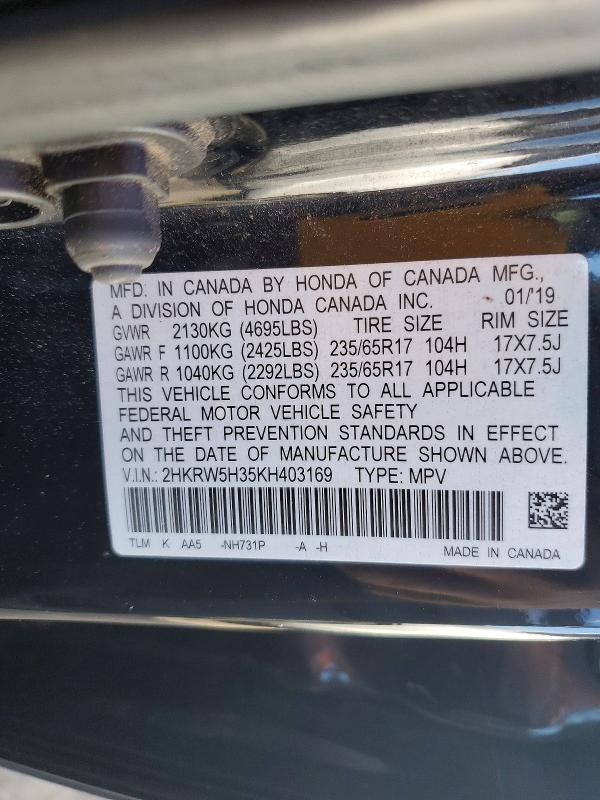 MFD. IN CANADA BY HONDA OF CANADA MFG.,
A DIVISION OF HONDA CANADA INC. 01/19
GVWR 2130KG (4695LBS) TIRE SIZE RIM SIZE
GAWR F 1100KG (2425LBS) 235/65R17 104H 17X7.5J
GAWR R 1040KG (2292LBS) 235/65R17 104H 17X7.5J
THIS VEHICLE CONFORMS TO ALL APPLICABLE
FEDERAL MOTOR VEHICLE SAFETY
AND THEFT PREVENTION STANDARDS IN EFFECT
ON THE DATE OF MANUFACTURE SHOWN ABOVE.
V.I.N.: 2HKRW5H35KH403169 TYPE: MPV
TLM K AA5 -NH731P -A -H MADE IN CANADA